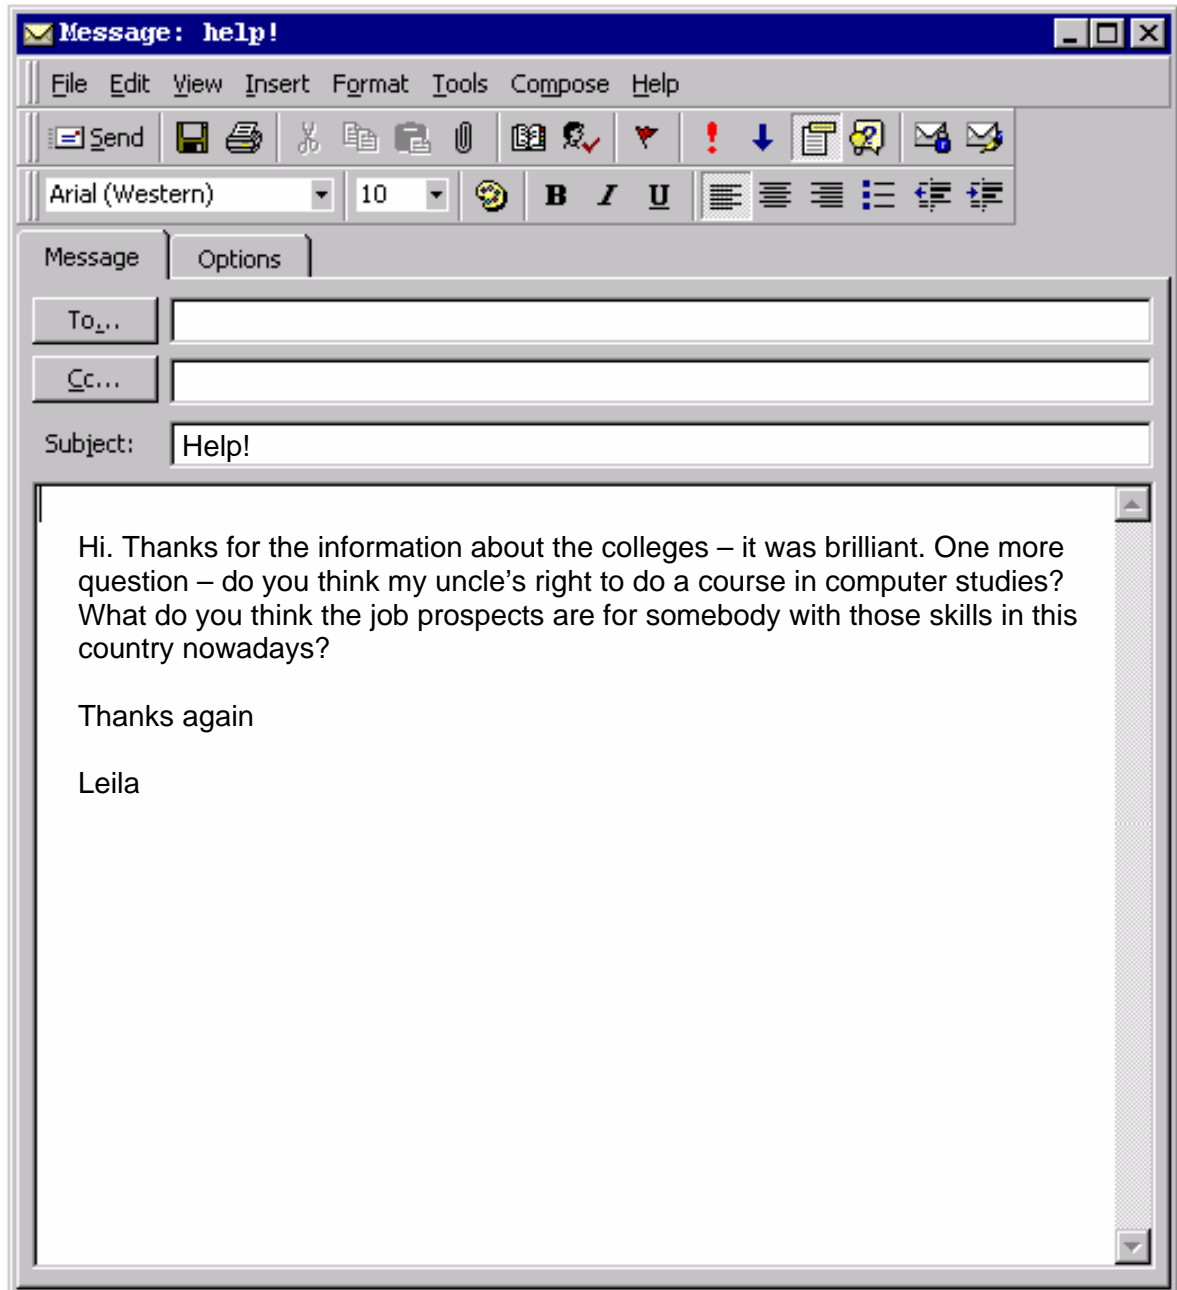 Message: help!
File Edit View Insert Format Tools Compose Help
Send
Arial (Western) 10 B I U
Message Options
To...
Cc...
Subject: Help!
Hi. Thanks for the information about the colleges – it was brilliant. One more
question – do you think my uncle’s right to do a course in computer studies?
What do you think the job prospects are for somebody with those skills in this
country nowadays?
Thanks again
Leila